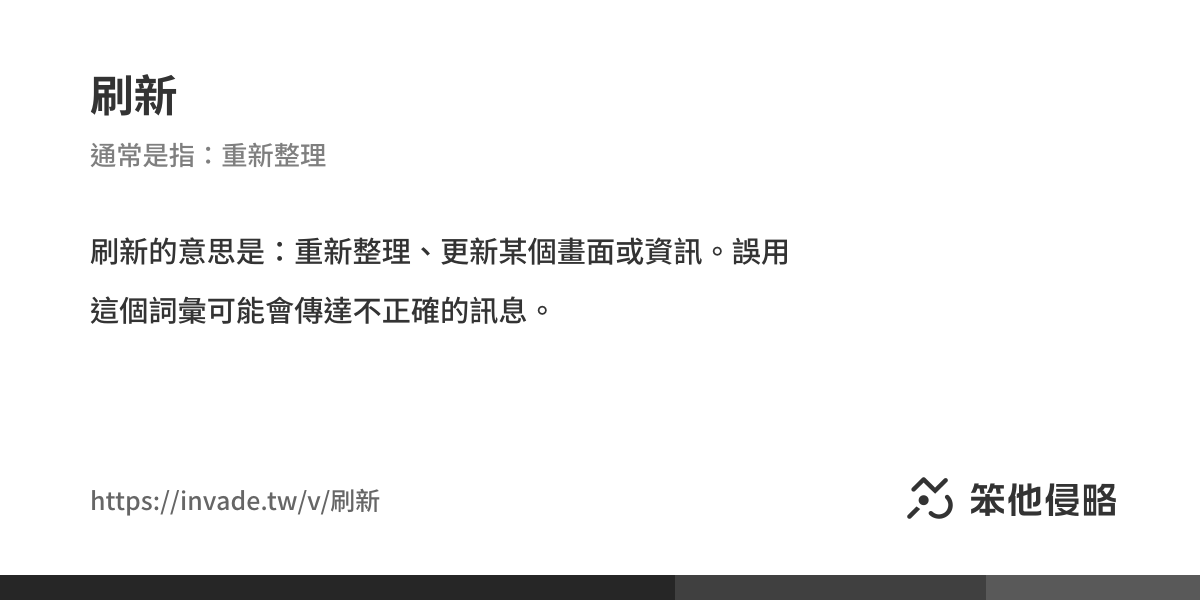 刷新
通常是指：重新整理
刷新的意思是：重新整理、更新某個畫面或資訊。誤用
這個詞彙可能會傳達不正確的訊息。
https://invade.tw/v/刷新
笨他侵略